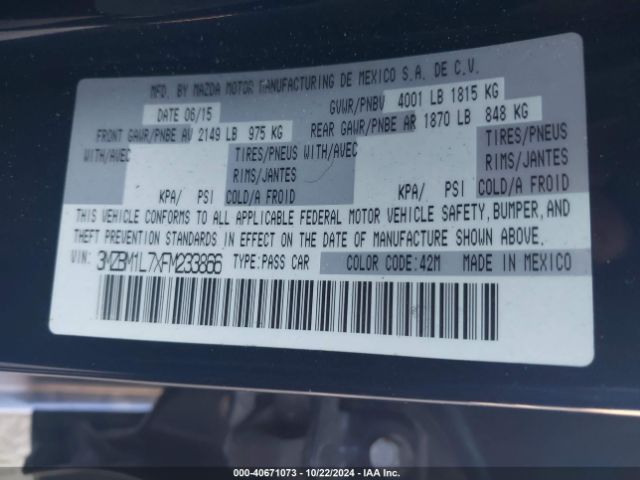 MFD. BY MAZDA MOTOR MANUFACTURING DE MEXICO S.A. DE C.V.
DATE 06/15 GVWR/PNBV 4001 LB 1815 KG
FRONT GAWR/PNBE AV 2149 LB 975 KG REAR GAWR/PNBE AR 1870 LB 848 KG
WITH/AVEC TIRES/PNEUS WITH/AVEC TIRES/PNEUS
RIMS/JANTES RIMS/JANTES
KPA/ PSI COLD/A FROID KPA/ PSI COLD/A FROID
THIS VEHICLE CONFORMS TO ALL APPLICABLE FEDERAL MOTOR VEHICLE SAFETY, BUMPER, AND
THEFT PREVENTION STANDARDS IN EFFECT ON THE DATE OF MANUFACTURE SHOWN ABOVE.
VIN: 3MZBM1L7XFM233866 TYPE:PASS CAR COLOR CODE:42M MADE IN MEXICO
000-40671073 - 10/22/2024 - IAA Inc.